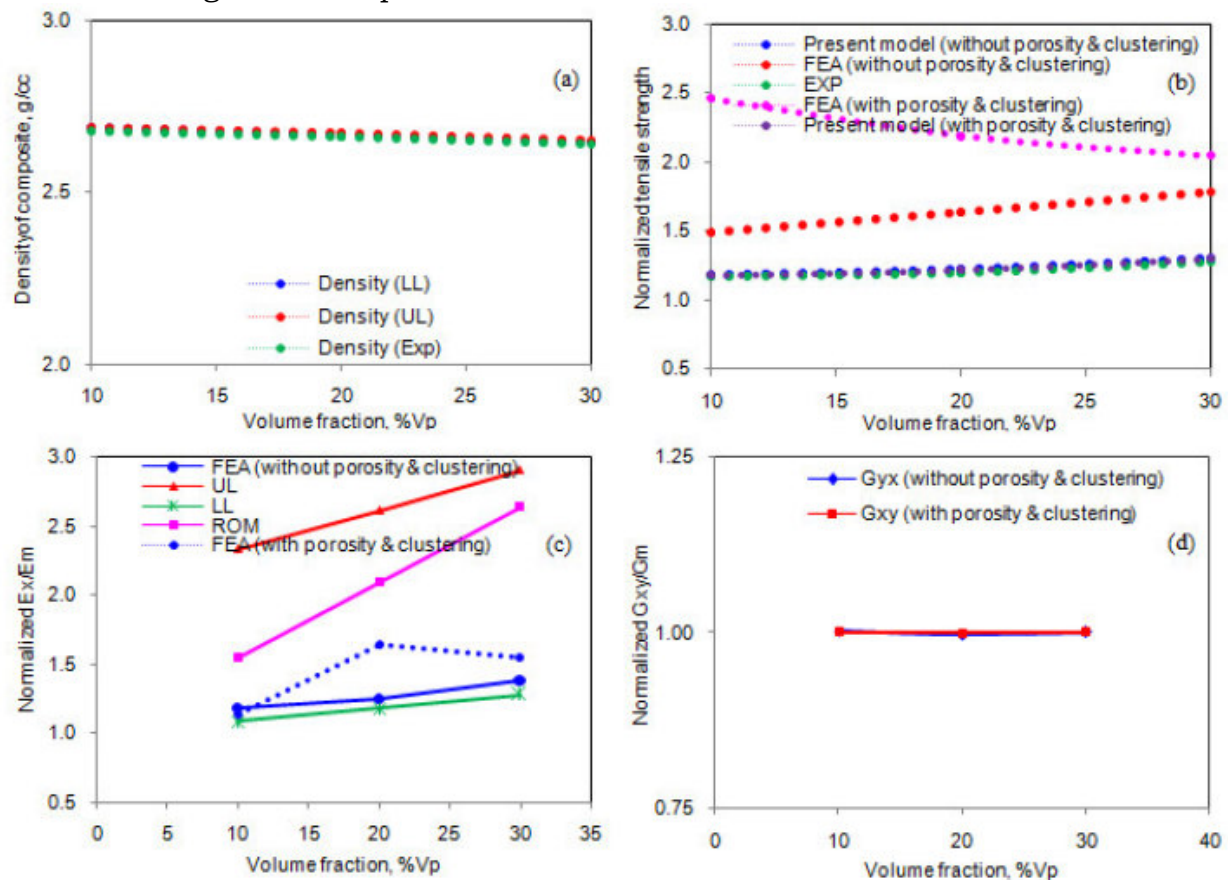 3.0
2.5
2.0
Density of composite, g/cc
(a)
Density (LL)
Density (UL)
Density (Exp)
10 15 20 25 30
Volume fraction, %Vp
3.0
2.5
2.0
1.5
1.0
0.5
Normalized tensile strength
Present model (without porosity & clustering)
FEA (without porosity & clustering)
EXP
FEA (with porosity & clustering)
Present model (with porosity & clustering)
(b)
10 15 20 25 30
Volume fraction, %Vp
3.0
2.5
2.0
1.5
1.0
0.5
Normalized Ex/Em
FEA (without porosity & clustering)
UL
LL
ROM
FEA (with porosity & clustering)
(c)
0 5 10 15 20 25 30 35
Volume fraction, %Vp
1.25
1.00
0.75
Normalized Gxy/Gm
Gyx (without porosity & clustering)
Gxy (with porosity & clustering)
(d)
0 10 20 30 40
Volume fraction, %Vp